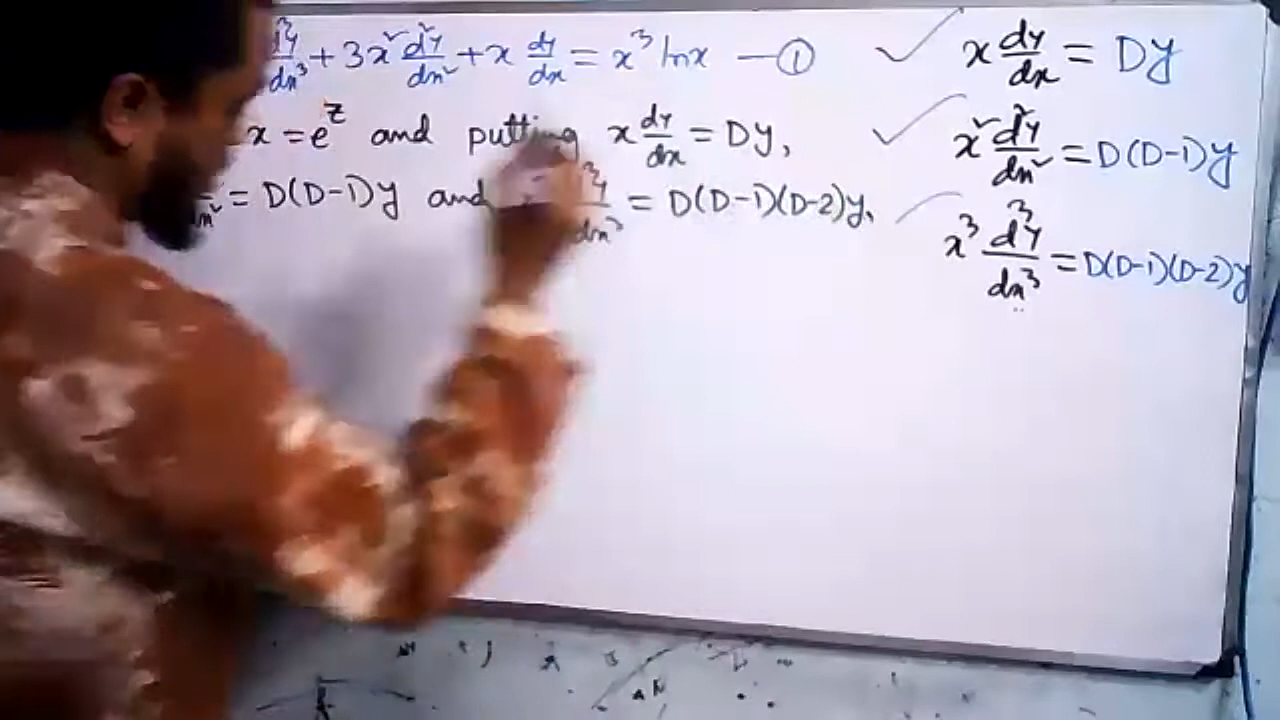 d³y/dx³ + 3x² d²y/dx² + x dy/dx = x³ lnx — ①
x = e^z and putting x dy/dx = Dy,
dx² = D(D-1)y and d³y/dx³ = D(D-1)(D-2)y,
x dy/dx = Dy
x² d²y/dx² = D(D-1)y
x³ d³y/dx³ = D(D-1)(D-2)y